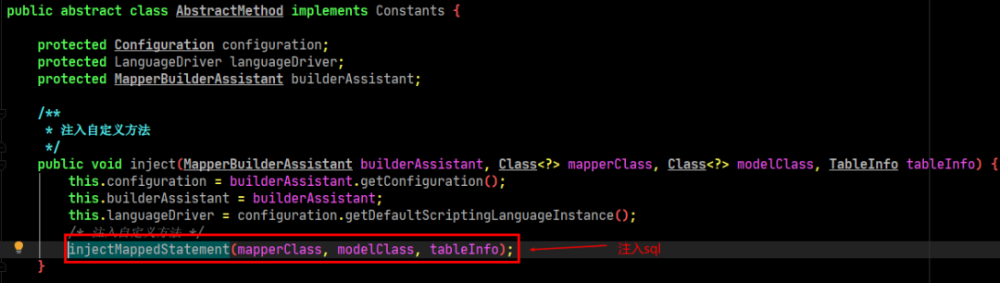 public abstract class AbstractMethod implements Constants {
protected Configuration configuration;
protected LanguageDriver languageDriver;
protected MapperBuilderAssistant builderAssistant;
/**
* 注入自定义方法
*/
public void inject(MapperBuilderAssistant builderAssistant, Class<?> mapperClass, Class<?> modelClass, TableInfo tableInfo) {
this.configuration = builderAssistant.getConfiguration();
this.builderAssistant = builderAssistant;
this.languageDriver = configuration.getDefaultScriptingLanguageInstance();
/* 注入自定义方法 */
injectMappedStatement(mapperClass, modelClass, tableInfo); 注入sql
}